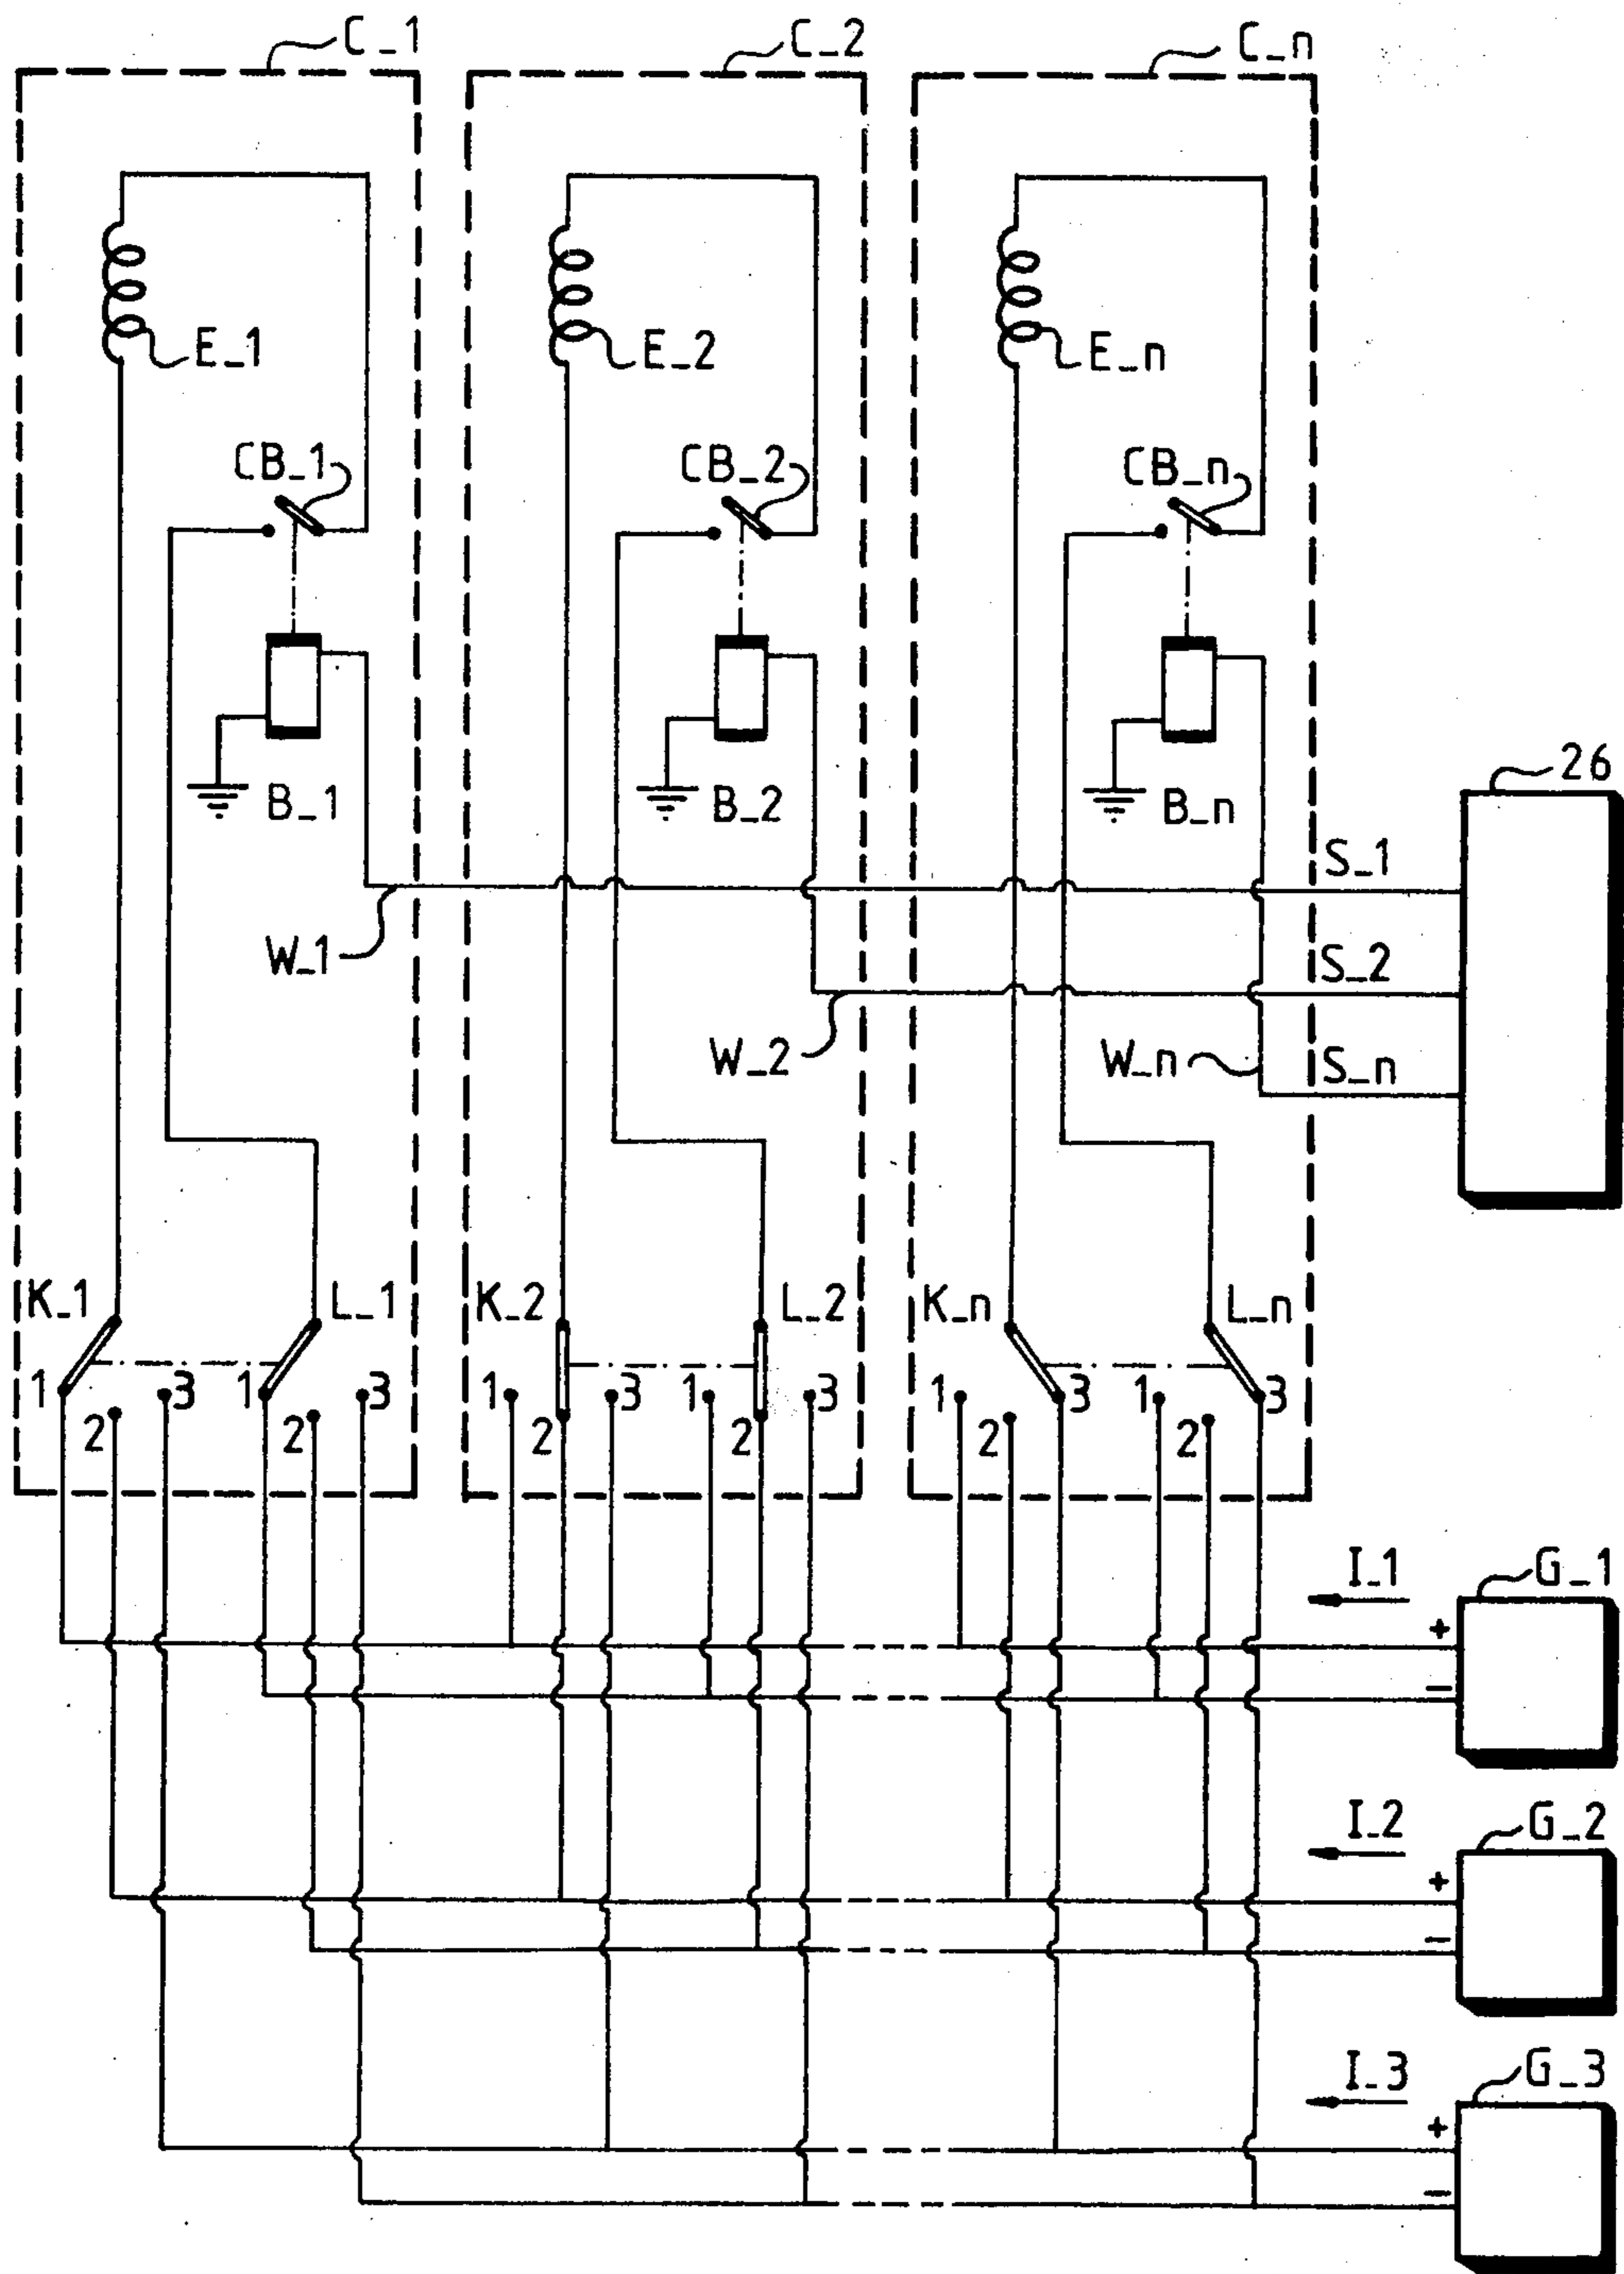 C_1 C_2 C_n
E_1 E_2 E_n
CB_1 CB_2 CB_n
26
B_1 B_2 B_n
S_1
W_1 S_2
W_2 W_n S_n
K_1 L_1 K_2 L_2 K_n L_n
1 3 1 3 1 3 1 3 1 3 1 3
2 2 2 2 2 2
I_1 G_1
+
−
I_2 G_2
+
−
I_3 G_3
+
−